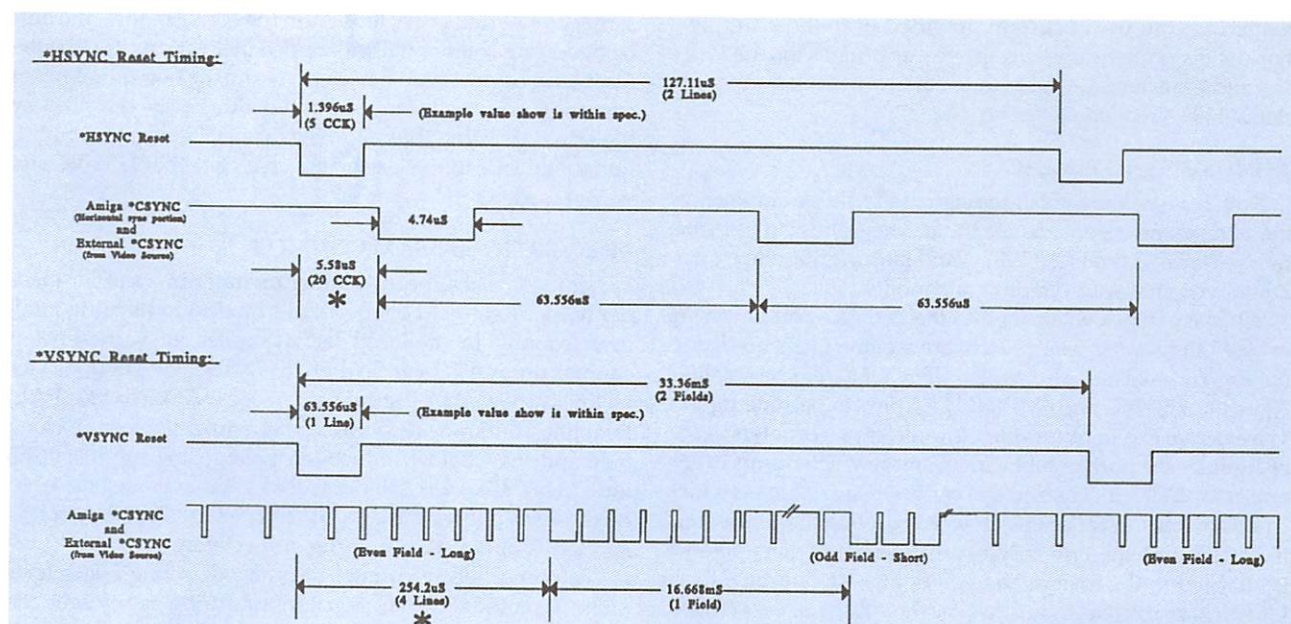 *HSYNC Reset Timing:
127.11uS
(2 Lines)
1.396uS
(5 CCK)
(Example value show is within spec.)
*HSYNC Reset
Amiga *CSYNC
(Horizontal sync portion)
and
External *CSYNC
(from Video Source)
4.74uS
5.58uS
(20 CCK)
*
63.556us
63.556us
*VSYNC Reset Timing:
33.36mS
(2 Fields)
63.556uS
(1 Line)
(Example value show is within spec.)
*VSYNC Reset
Amiga *CSYNC
and
External *CSYNC
(from Video Source)
(Even Field - Long)
(Odd Field - Short)
(Even Field - Long)
254.2uS
(4 Lines)
*
16.668mS
(1 Field)